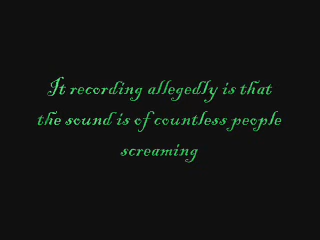 It recording allegedly is that
the sound is of countless people
screaming